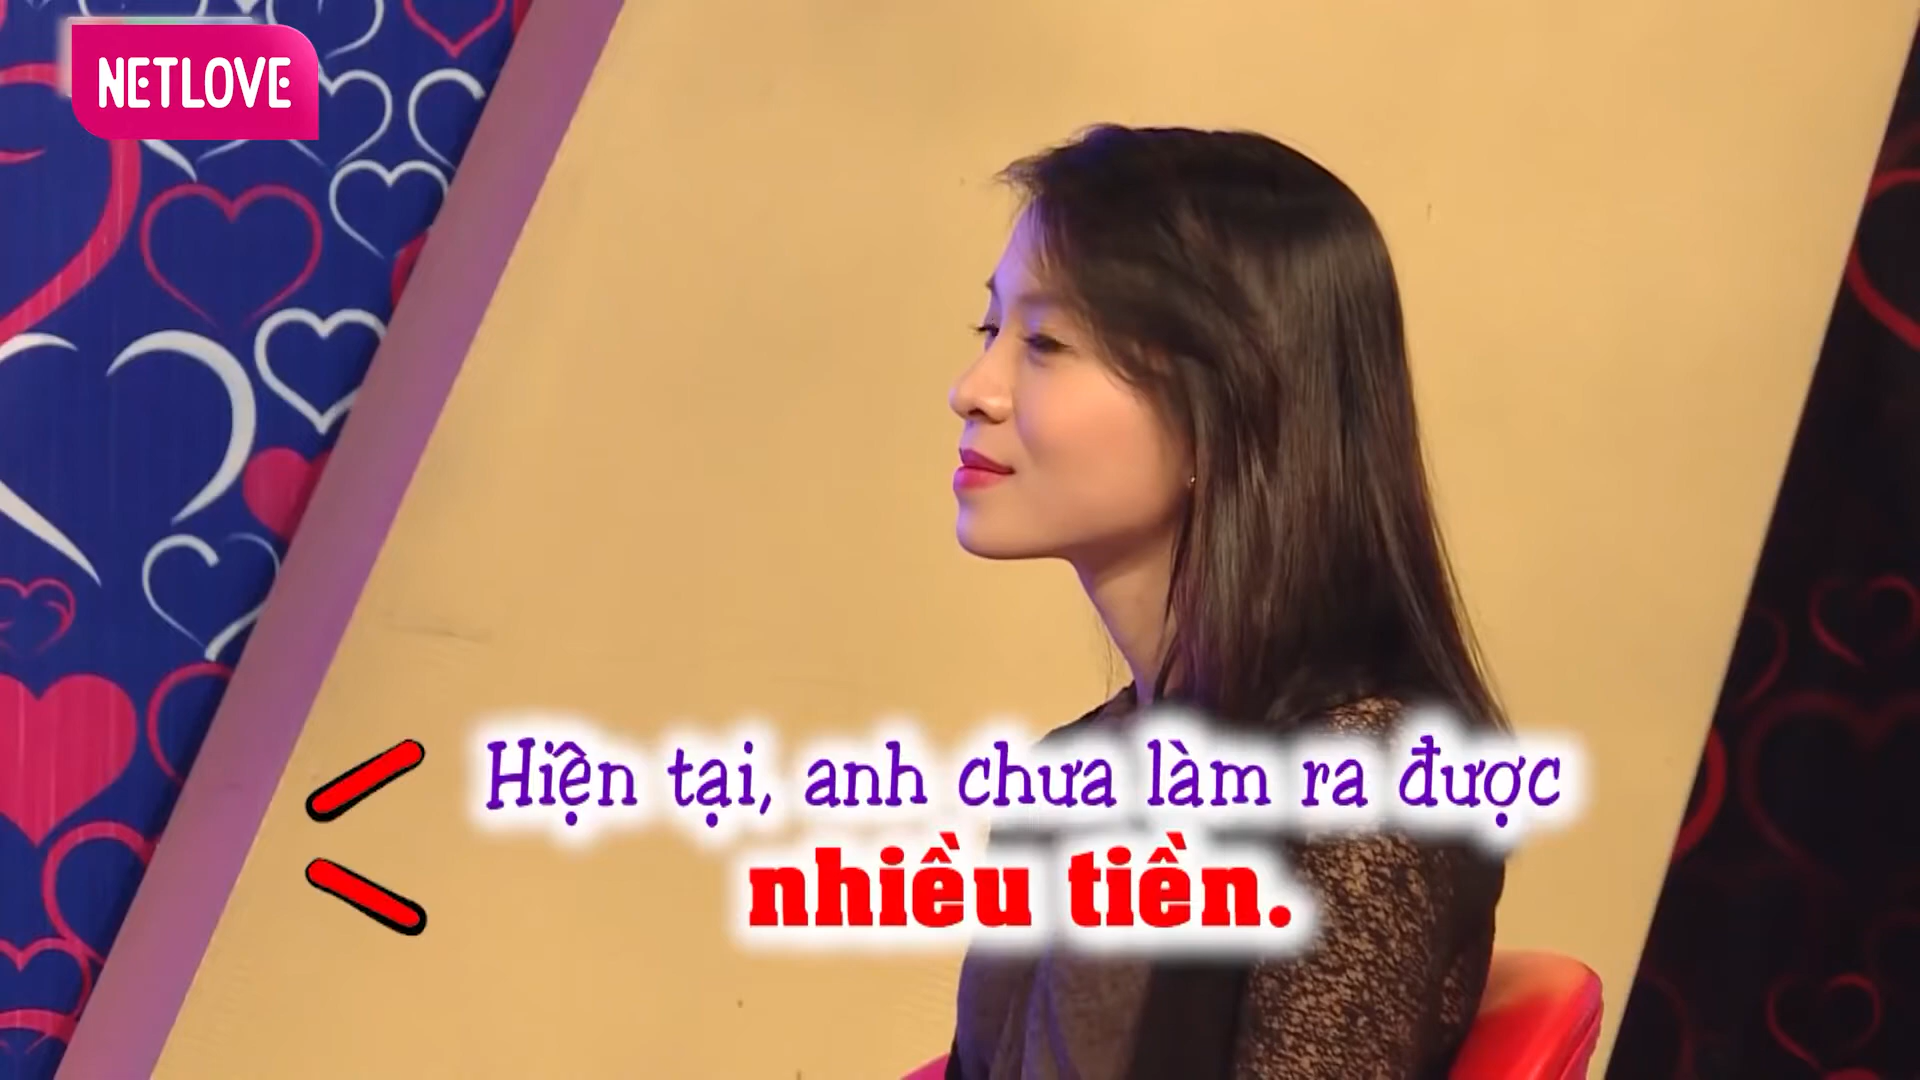 NETLOVE
Hiện tại, anh chưa làm ra được
nhiều tiền.